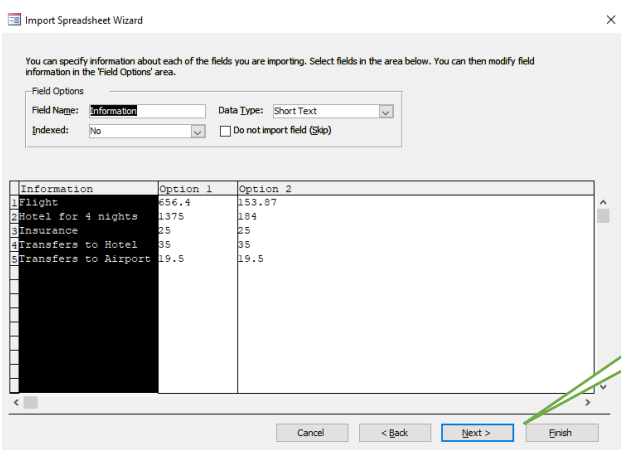 Import Spreadsheet Wizard
You can specify information about each of the fields you are importing. Select fields in the area below. You can then modify field
information in the 'Field Options' area.
Field Options
Field Name: Information Data Type: Short Text
Indexed: No Do not import field (Skip)
Information Option 1 Option 2
1 Flight 656.4 153.87
2 Hotel for 4 nights 1375 184
3 Insurance 25 25
4 Transfers to Hotel 35 35
5 Transfers to Airport 19.5 19.5
Cancel < Back Next > Finish